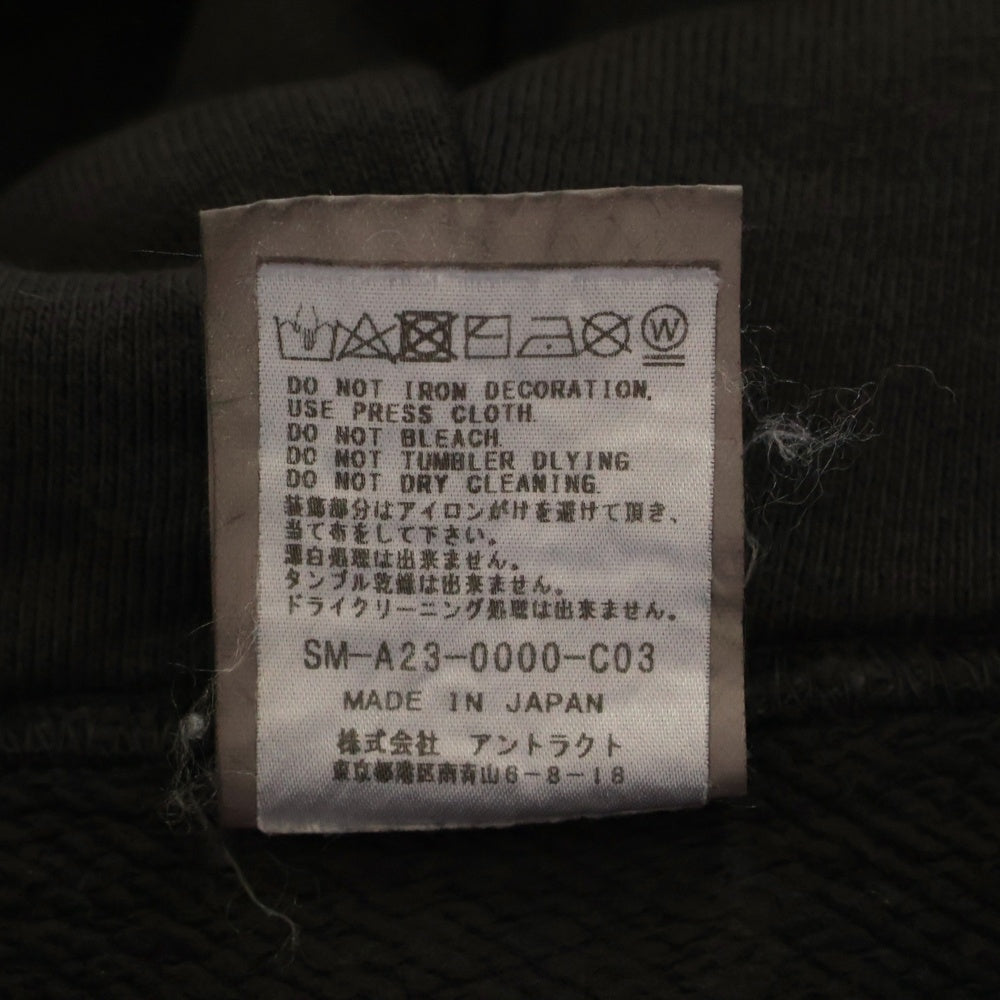 W
DO NOT IRON DECORATION.
USE PRESS CLOTH.
DO NOT BLEACH.
DO NOT TUMBLER DLYING.
DO NOT DRY CLEANING.
装飾部分はアイロンがけを避けて頂き、
当て布をして下さい。
漂白処理は出来ません。
タンブル乾燥は出来ません。
ドライクリーニング処理は出来ません。
SM-A23-0000-C03
MADE IN JAPAN
株式会社 アントラクト
東京都港区南青山6-8-18